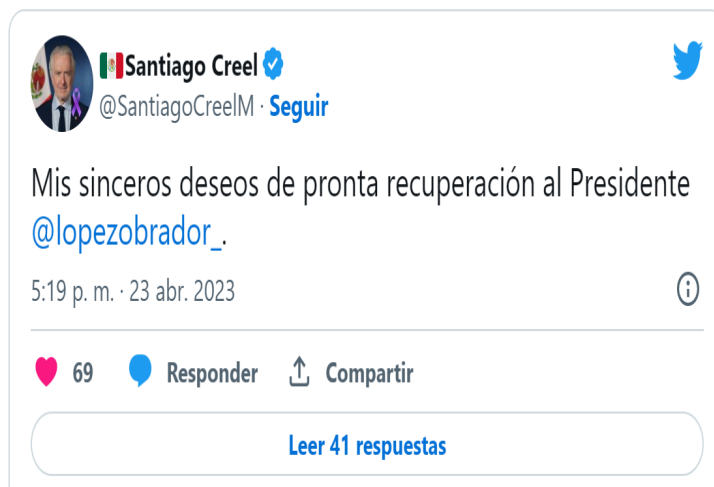 Santiago Creel
@SantiagoCreelM · Seguir
Mis sinceros deseos de pronta recuperación al Presidente
@lopezobrador_.
5:19 p. m. · 23 abr. 2023
69 Responder Compartir
Leer 41 respuestas